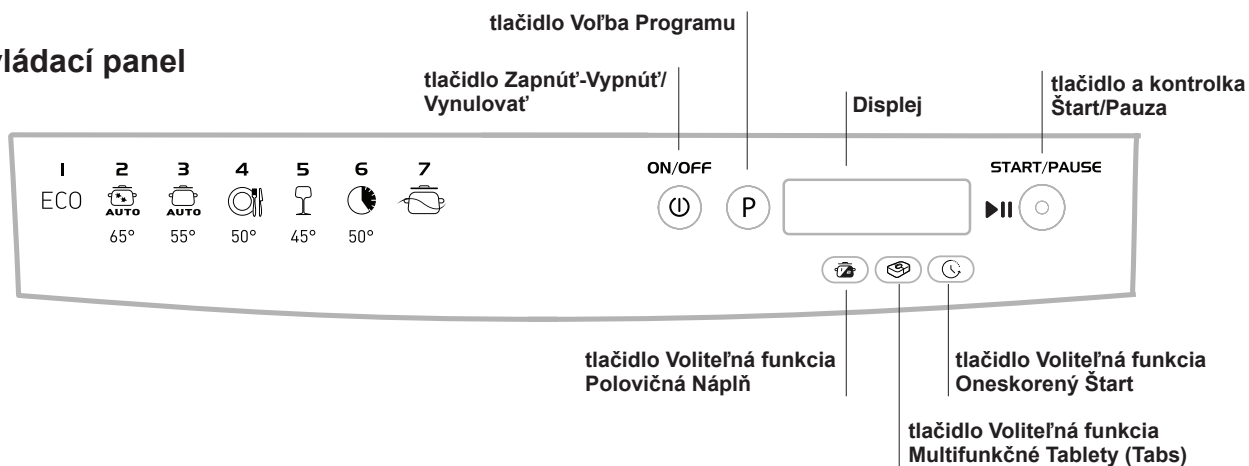 tlačidlo Voľba Programu
vládací panel
tlačidlo Zapnúť-Vypnúť/
Vynulovať
Displej
tlačidlo a kontrolka
Štart/Pauza
1 2 3 4 5 6 7
ECO AUTO AUTO
65° 55° 50° 45° 50°
ON/OFF
P
START/PAUSE
tlačidlo Voliteľná funkcia
Polovičná Náplň
tlačidlo Voliteľná funkcia
Oneskorený Štart
tlačidlo Voliteľná funkcia
Multifunkčné Tablety (Tabs)